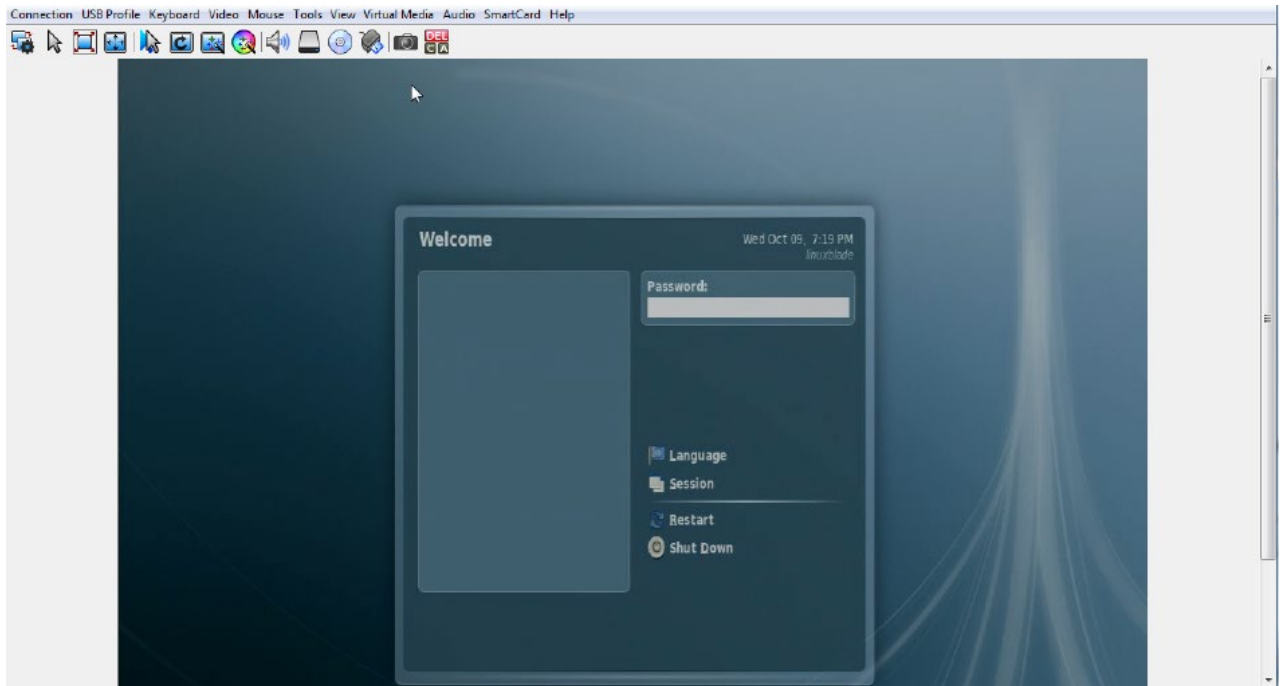 Connection USB Profile Keyboard Video Mouse Tools View Virtual Media Audio SmartCard Help
DEL
C A
Welcome
Wed Oct 09, 7:19 PM
linuxblade
Password:
Language
Session
Restart
Shut Down